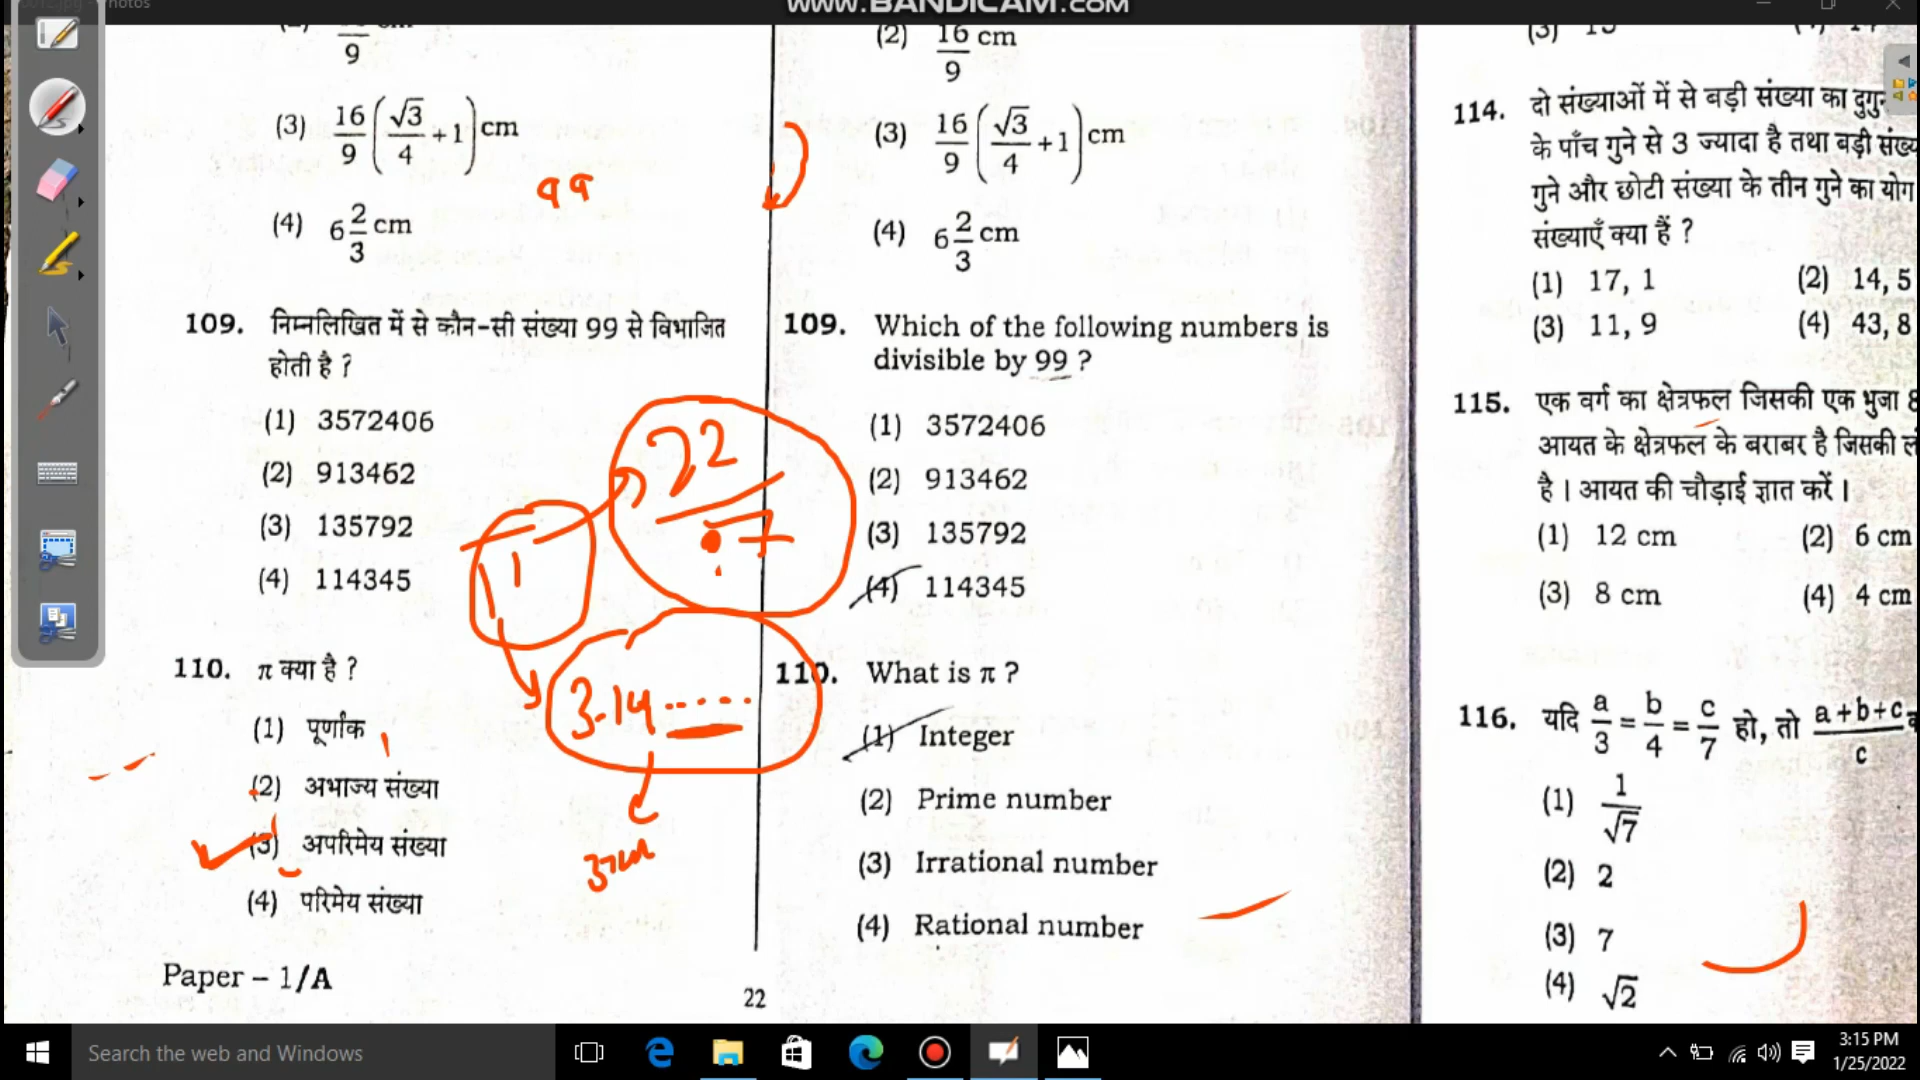 WWW.BANDICAM.COM
9
(3) 16/9 (√3/4 + 1) cm
99
(4) 6 2/3 cm
109. निम्नलिखित में से कौन-सी संख्या 99 से विभाजित
होती है ?
(1) 3572406
(2) 913462
(3) 135792
(4) 114345
22
7
1
110. π क्या है ?
3.14 ......
(1) पूर्णांक
(2) अभाज्य संख्या
(3) अपरिमेय संख्या
(4) परिमेय संख्या
Paper – 1/A
22
(2) 16/9 cm
(3) 16/9 (√3/4 + 1) cm
(4) 6 2/3 cm
109. Which of the following numbers is
divisible by 99 ?
(1) 3572406
(2) 913462
(3) 135792
(4) 114345
110. What is π ?
(1) Integer
(2) Prime number
(3) Irrational number
(4) Rational number
114. दो संख्याओं में से बड़ी संख्या का
के पाँच गुने से 3 ज्यादा है तथा बड़ी
गुने और छोटी संख्या के तीन गुने का योग
संख्याएँ क्या हैं ?
(1) 17, 1 (2) 14, 5
(3) 11, 9 (4) 43, 8
115. एक वर्ग का क्षेत्रफल जिसकी एक भुजा 8
आयत के क्षेत्रफल के बराबर है जिसकी
है । आयत की चौड़ाई ज्ञात करें ।
(1) 12 cm (2) 6 cm
(3) 8 cm (4) 4 cm
116. यदि a/3 = b/4 = c/7 हो, तो a+b+c/c
(1) 1/√7
(2) 2
(3) 7
(4) √2
Search the web and Windows
3:15 PM
1/25/2022